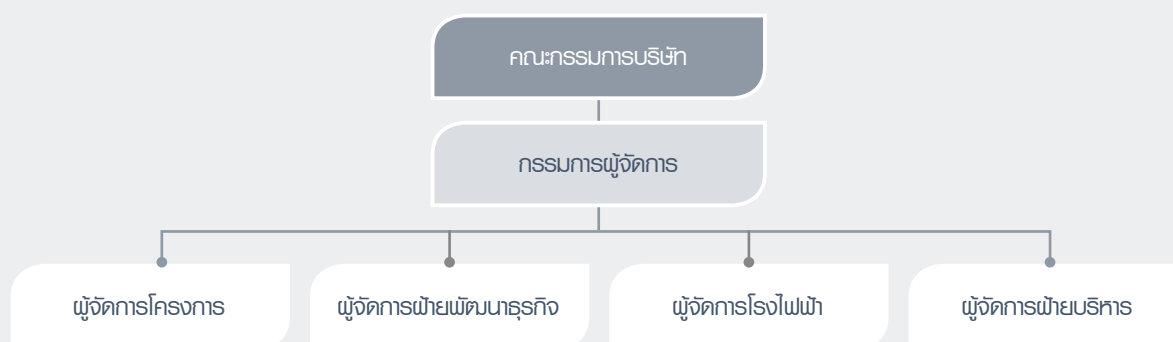 คณะกรรมการบริษัท
กรรมการผู้จัดการ
ผู้จัดการโครงการ
ผู้จัดการฝ่ายพัฒนาธุรกิจ
ผู้จัดการโรงไฟฟ้า
ผู้จัดการฝ่ายบริหาร